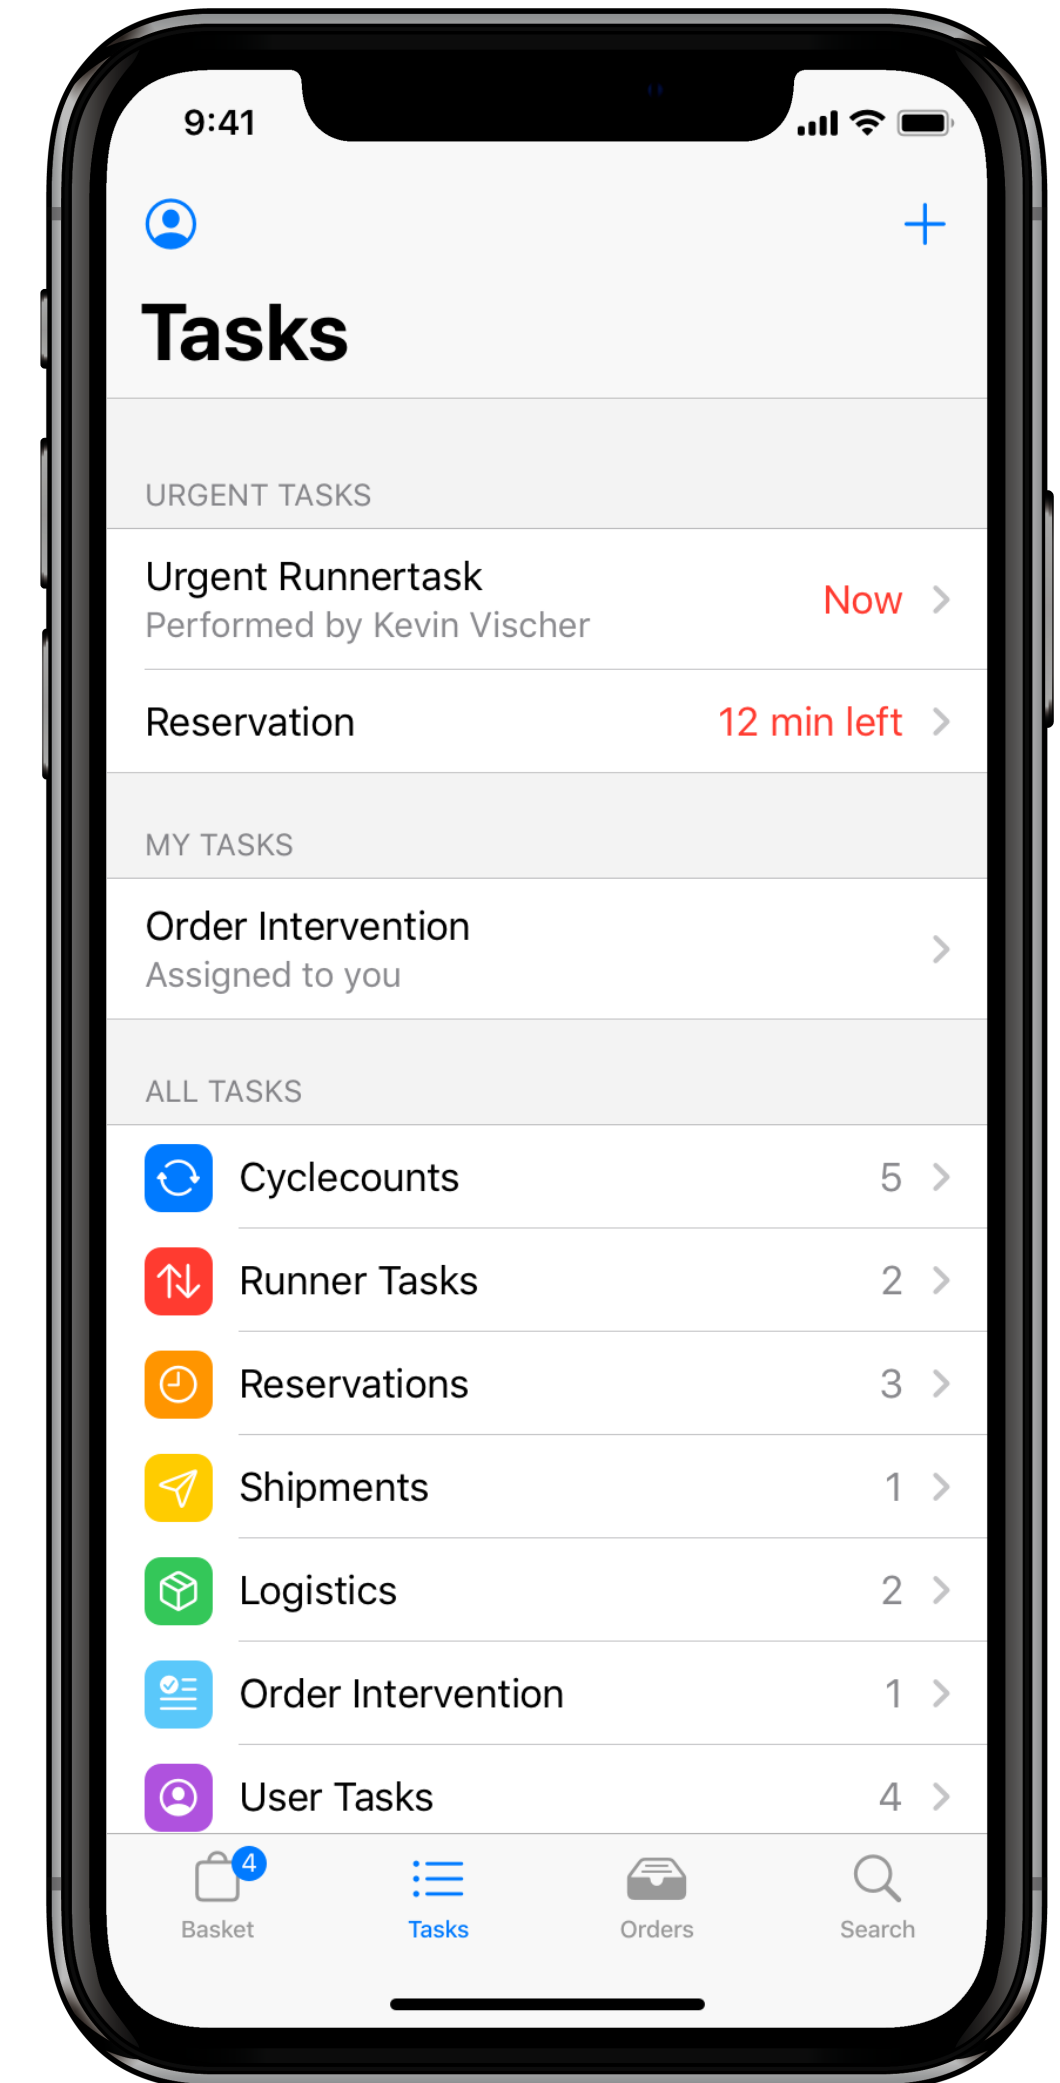 9:41
Tasks
URGENT TASKS
Urgent Runnertask
Performed by Kevin Vischer
Now
Reservation
12 min left
MY TASKS
Order Intervention
Assigned to you
ALL TASKS
Cyclecounts 5
Runner Tasks 2
Reservations 3
Shipments 1
Logistics 2
Order Intervention 1
User Tasks 4
4
Basket Tasks Orders Search